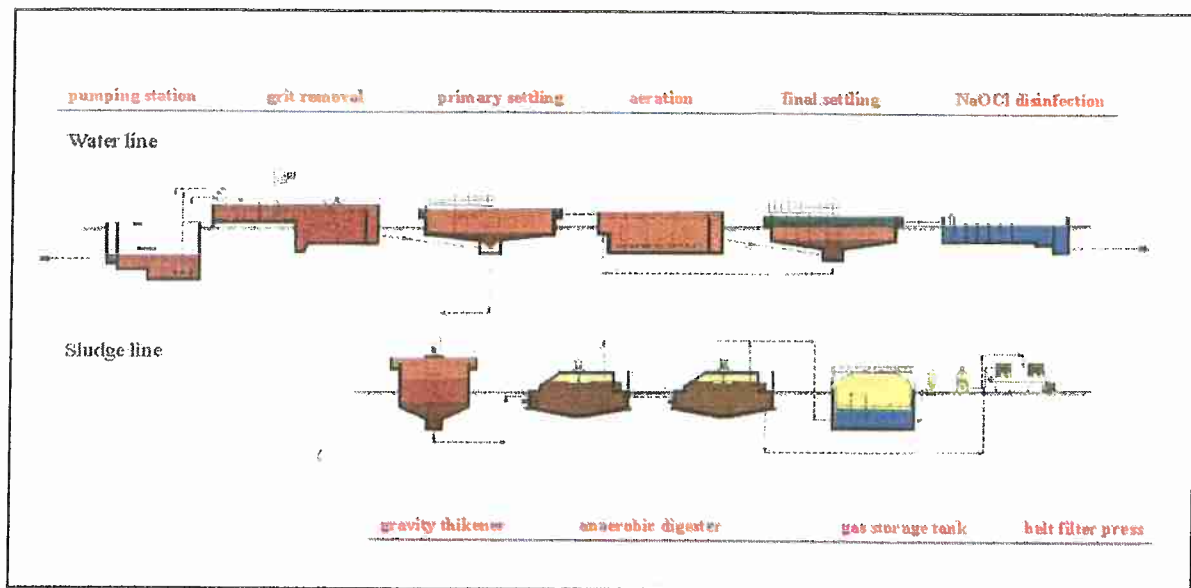 pumping station grit removal primary settling aeration final settling NaOCl disinfection
Water line
Sludge line
gravity thikener anaerobic digester gas storage tank belt filter press